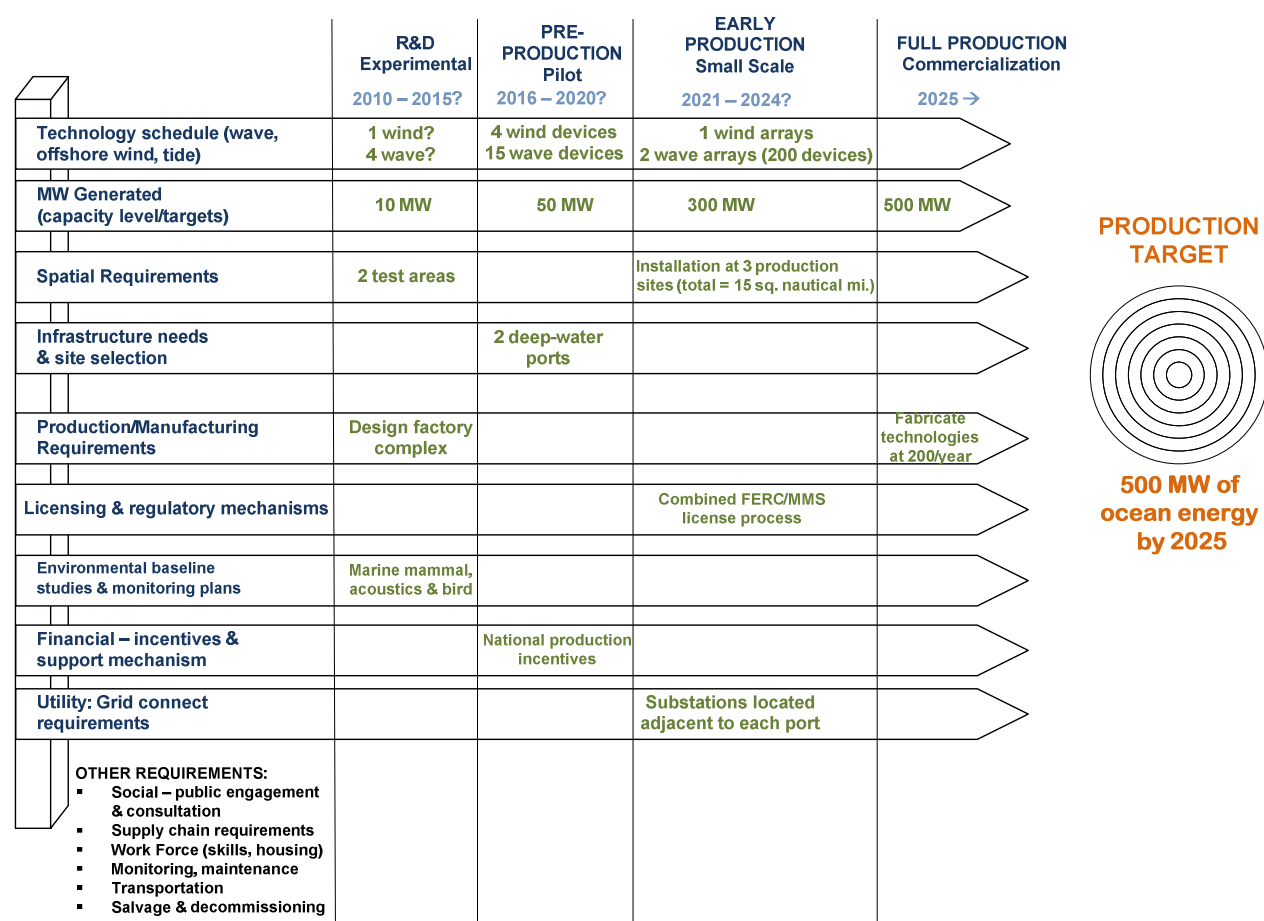 R&D
Experimental
2010 – 2015?
PRE-
PRODUCTION
Pilot
2016 – 2020?
EARLY
PRODUCTION
Small Scale
2021 – 2024?
FULL PRODUCTION
Commercialization
2025 →
Technology schedule (wave,
offshore wind, tide)
1 wind?
4 wave?
4 wind devices
15 wave devices
1 wind arrays
2 wave arrays (200 devices)
MW Generated
(capacity level/targets)
10 MW
50 MW
300 MW
500 MW
Spatial Requirements
2 test areas
Installation at 3 production
sites (total = 15 sq. nautical mi.)
Infrastructure needs
& site selection
2 deep-water
ports
Production/Manufacturing
Requirements
Design factory
complex
Fabricate
technologies
at 200/year
Licensing & regulatory mechanisms
Combined FERC/MMS
license process
Environmental baseline
studies & monitoring plans
Marine mammal,
acoustics & bird
Financial – incentives &
support mechanism
National production
incentives
Utility: Grid connect
requirements
Substations located
adjacent to each port
OTHER REQUIREMENTS:
▪ Social – public engagement
& consultation
▪ Supply chain requirements
▪ Work Force (skills, housing)
▪ Monitoring, maintenance
▪ Transportation
▪ Salvage & decommissioning
PRODUCTION
TARGET
500 MW of
ocean energy
by 2025